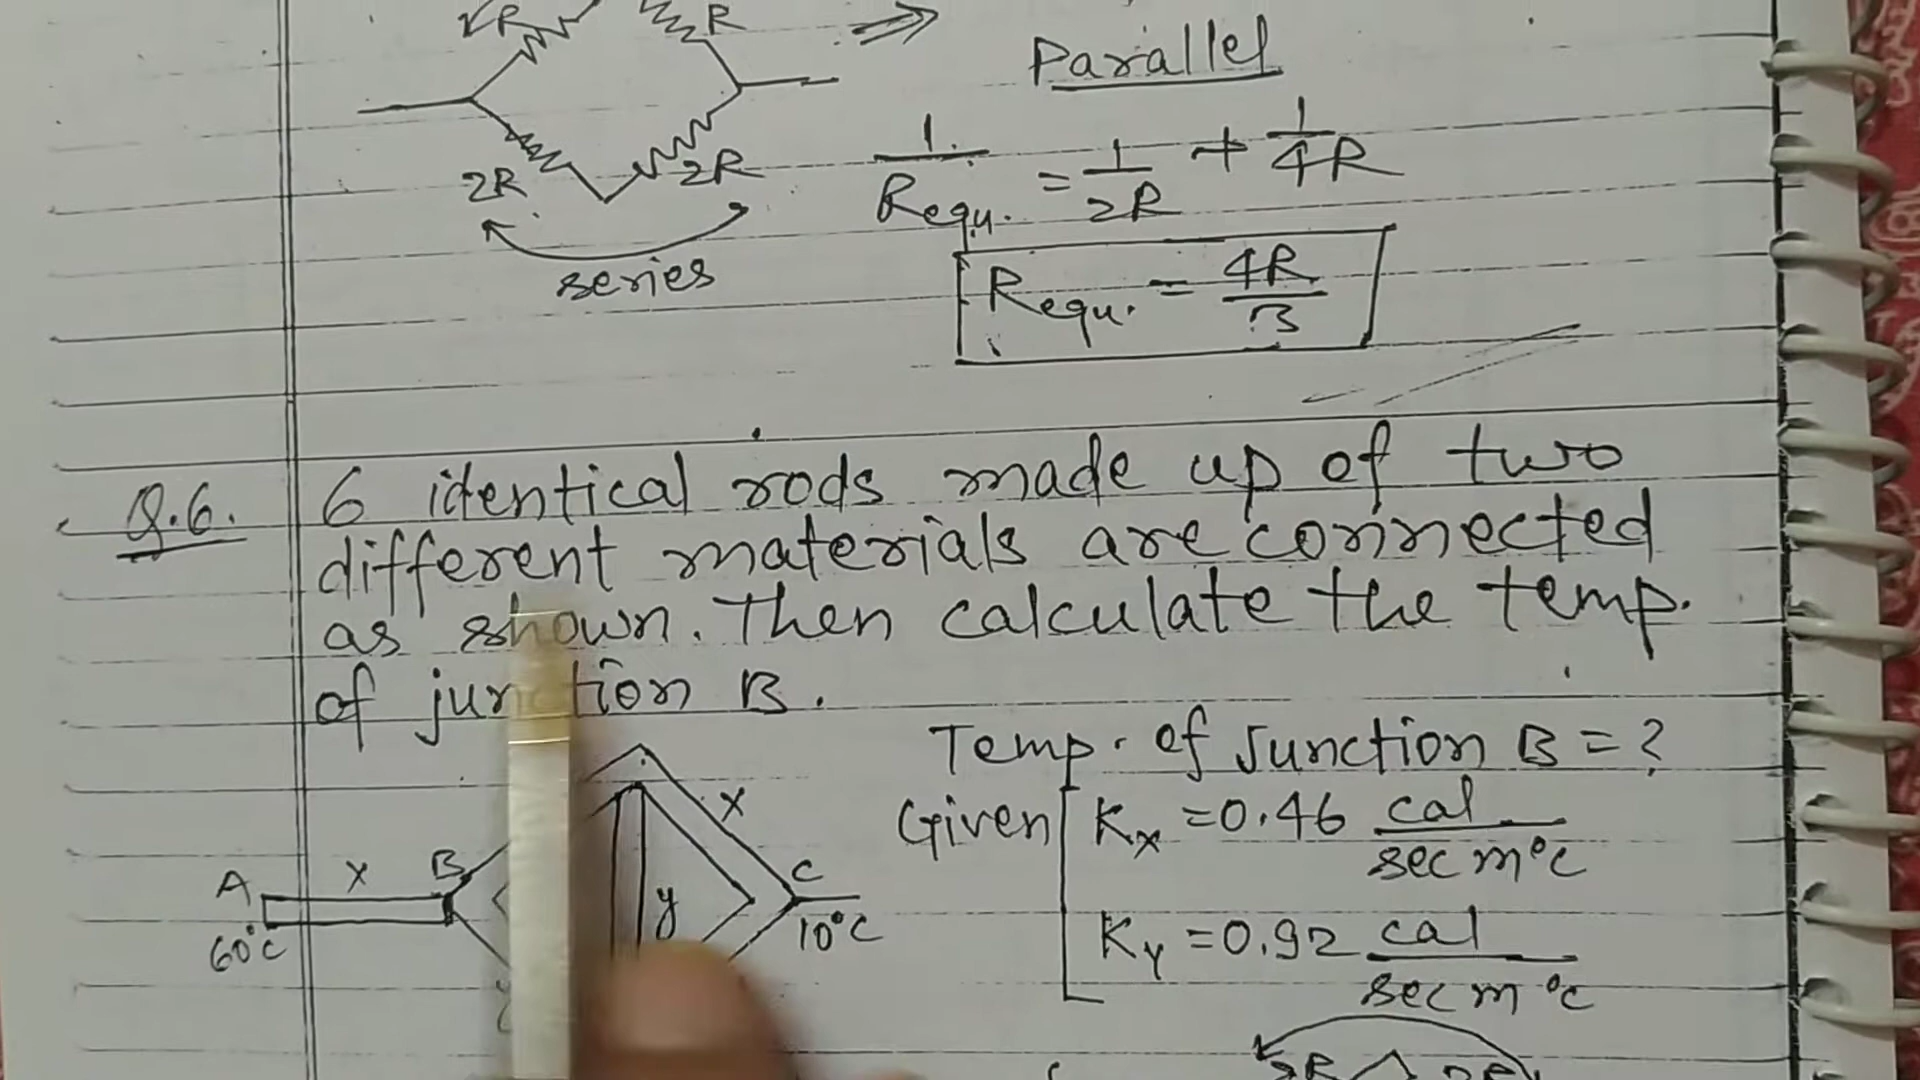 R
Parallel
2R
2R
series
1/Requ. = 1/2R + 1/4R
Requ. = 4R/3
Q.6. 6 identical rods made up of two
different materials are connected
as shown. Then calculate the temp.
of junction B.
Temp. of Junction B = ?
Given Kx = 0.46 cal/sec m°C
KY = 0.92 cal/sec m °C
A
60°C
x
B
x
y
C
10°C